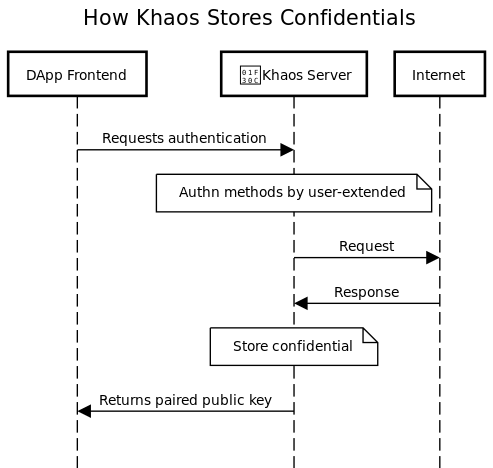 How Khaos Stores Confidentials
DApp Frontend
🌌Khaos Server
Internet
Requests authentication
Authn methods by user-extended
Request
Response
Store confidential
Returns paired public key